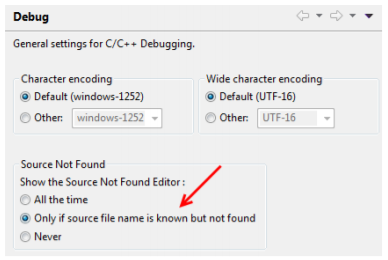 Debug
General settings for C/C++ Debugging.
Character encoding
Default (windows-1252)
Other: windows-1252
Wide character encoding
Default (UTF-16)
Other: UTF-16
Source Not Found
Show the Source Not Found Editor :
All the time
Only if source file name is known but not found
Never